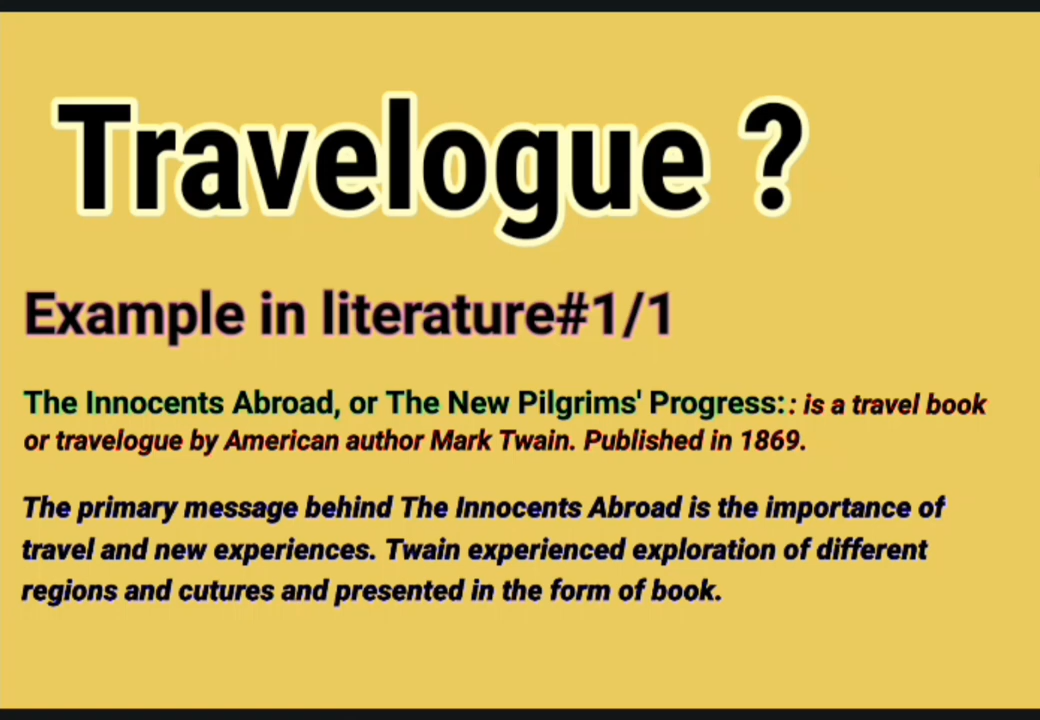 Travelogue ?
Example in literature#1/1
The Innocents Abroad, or The New Pilgrims' Progress:: is a travel book
or travelogue by American author Mark Twain. Published in 1869.
The primary message behind The Innocents Abroad is the importance of
travel and new experiences. Twain experienced exploration of different
regions and cutures and presented in the form of book.